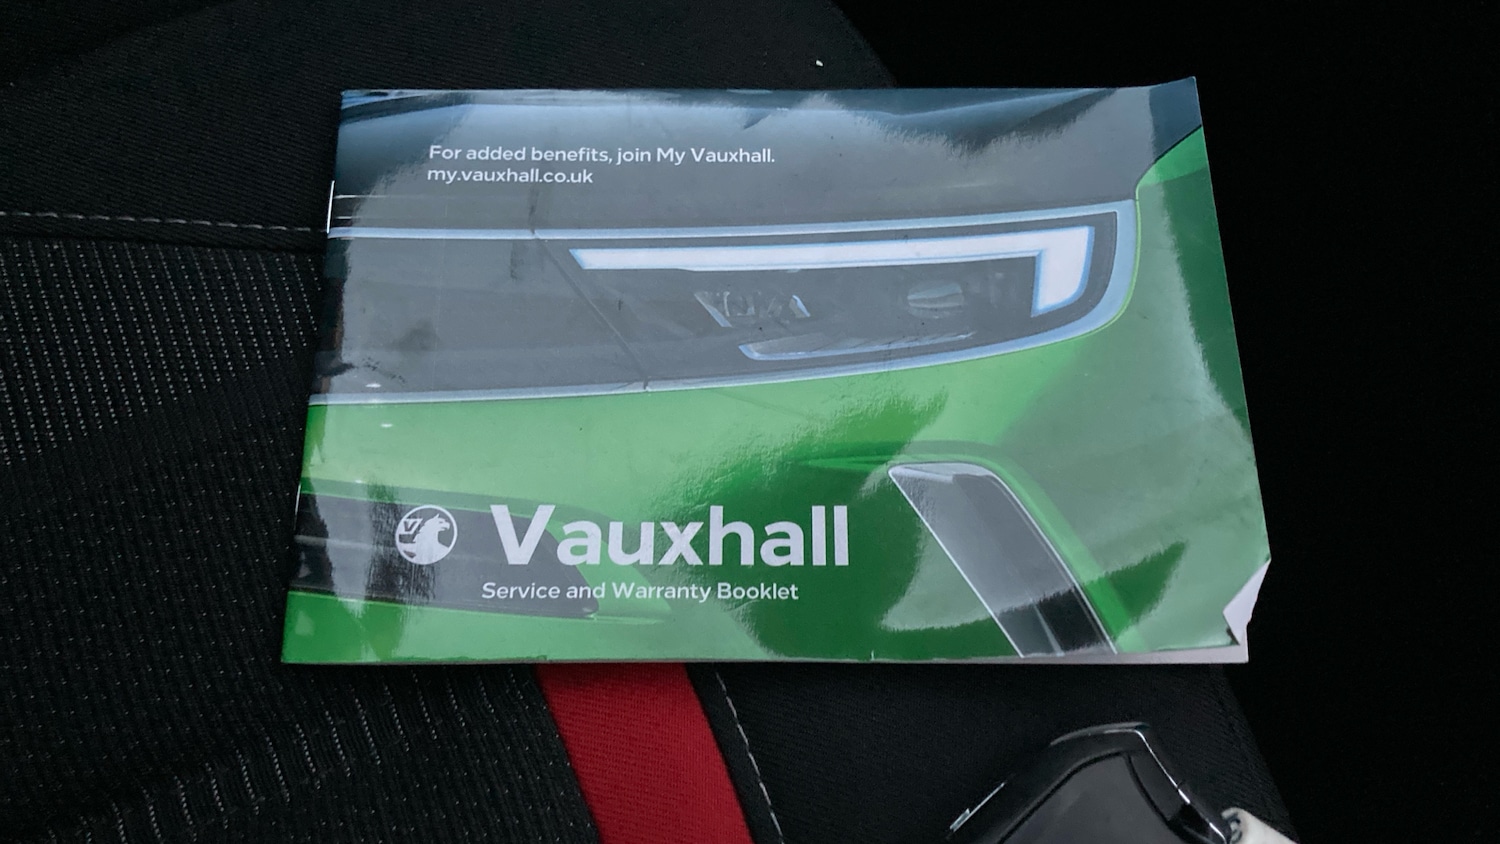 For added benefits, join My Vauxhall.
my.vauxhall.co.uk
Vauxhall
Service and Warranty Booklet